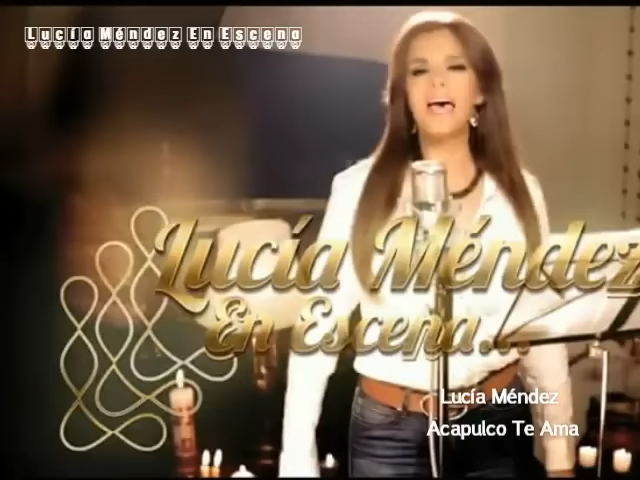 Lucía Méndez En Escena
Lucía Méndez
En Escena...
Lucía Méndez
Acapulco Te Ama